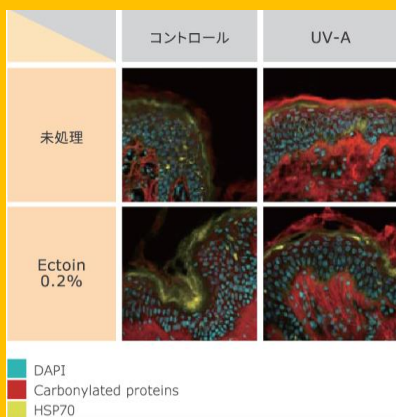 コントロール
UV-A
未処理
Ectoin
0.2%
DAPI
Carbonylated proteins
HSP70